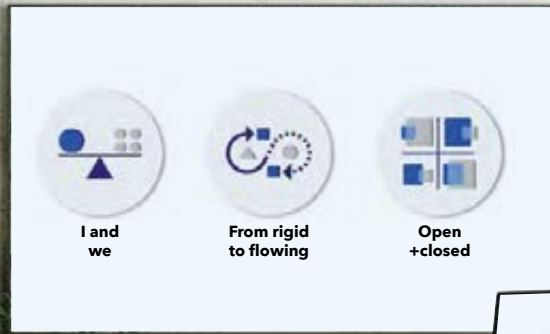 I and
we
From rigid
to flowing
Open
+closed